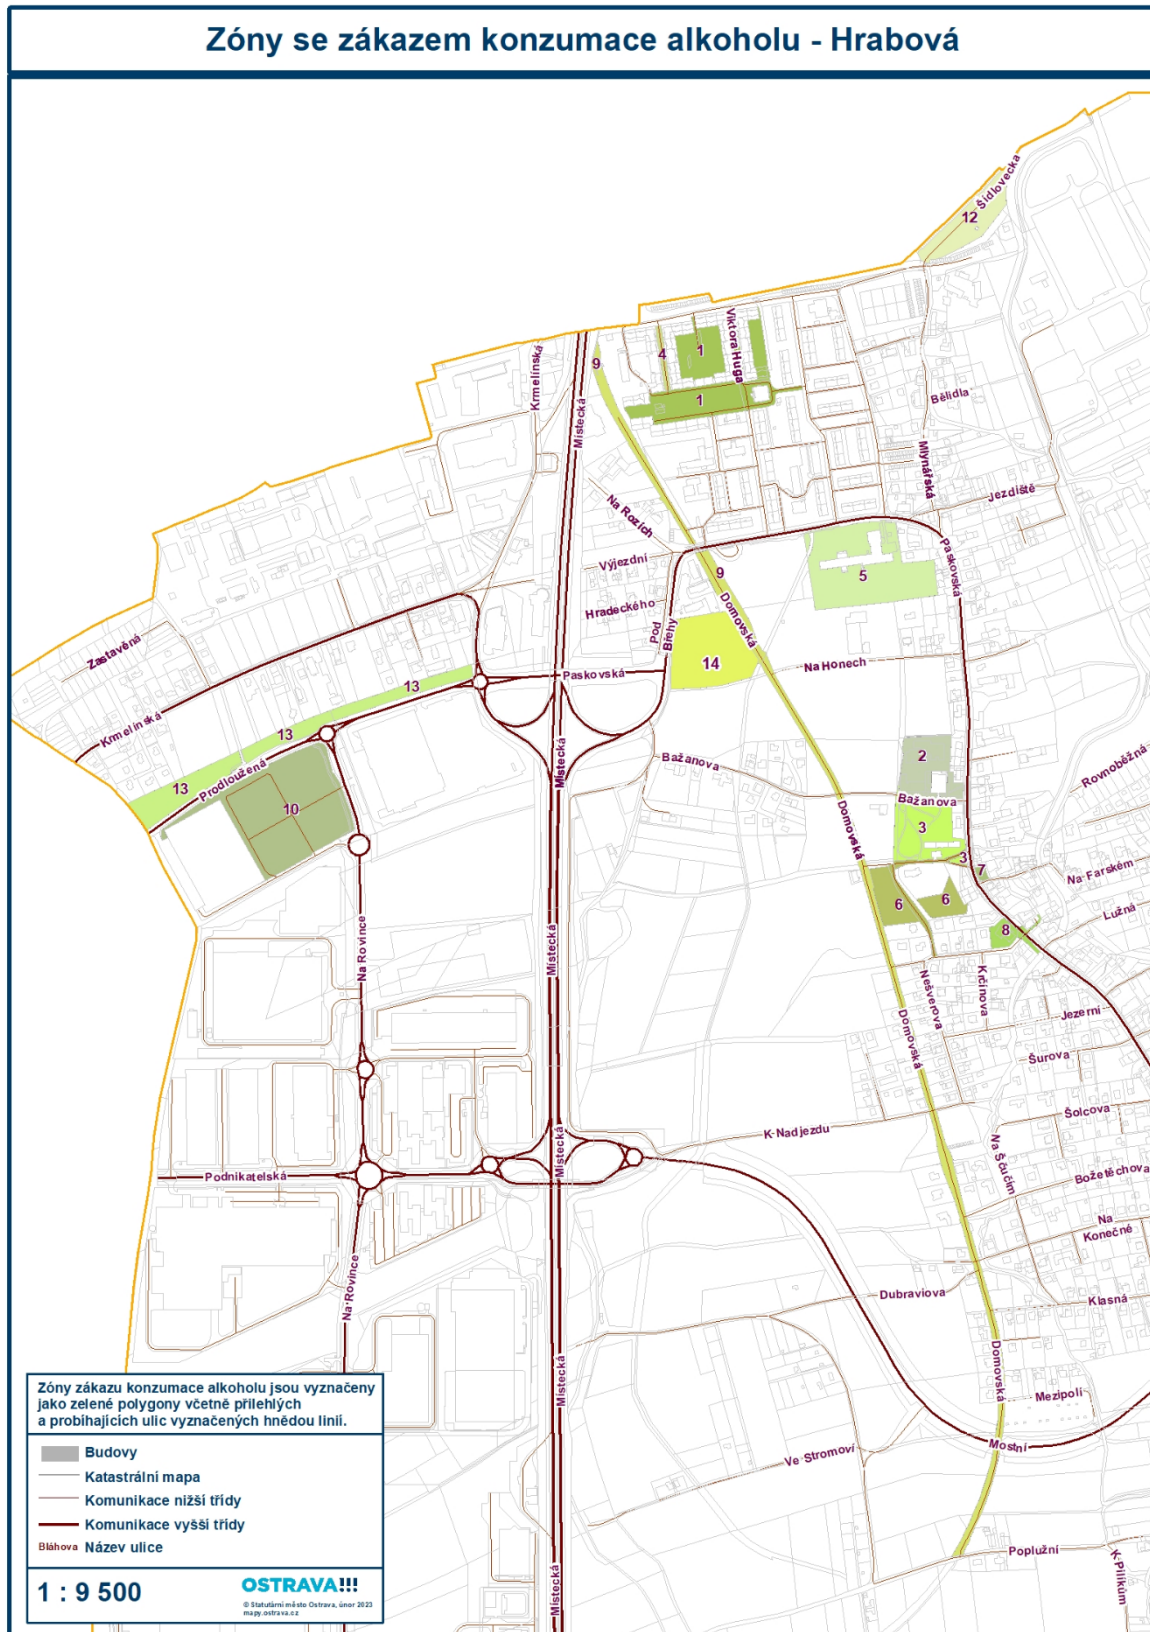 Zóny se zákazem konzumace alkoholu - Hrabová
Šídlovecká
12
Viktora Huga
1
4
9
Krmelínská
Místecká
1
Bělidla
Mlýnářská
Jezdiště
Na Rozích
Výjezdní
Paskovská
5
9
Hradeckého
Domovská
Pod
Břehy
Zastavěná
14
Na Honech
Paskovská
13
Krmelínská
13
2
Místecká
Bažanova
Rovnoběžná
Prodloužená
13
10
Bažanova
Domovská
3
3
7
Na Farském
6
6
Lužná
8
Na Rovince
Místecká
Nešverova
Krčínova
Jezerní
Domovská
Šurova
Šolcova
K Nadjezdu
Místecká
Na Ščučím
Podnikatelská
Božetěchova
Na
Konečné
Na Rovince
Dubraviova
Klasná
Místecká
Domovská
Mezipolí
Mostní
Ve Stromoví
Poplužní
K Pilíkům
Místecká
Zóny zákazu konzumace alkoholu jsou vyznačeny
jako zelené polygony včetně přilehlých
a probíhajících ulic vyznačených hnědou linií.
Budovy
Katastrální mapa
Komunikace nižší třídy
Komunikace vyšší třídy
Bláhova Název ulice
1 : 9 500
OSTRAVA!!!
© Statutární město Ostrava, únor 2023
mapy.ostrava.cz